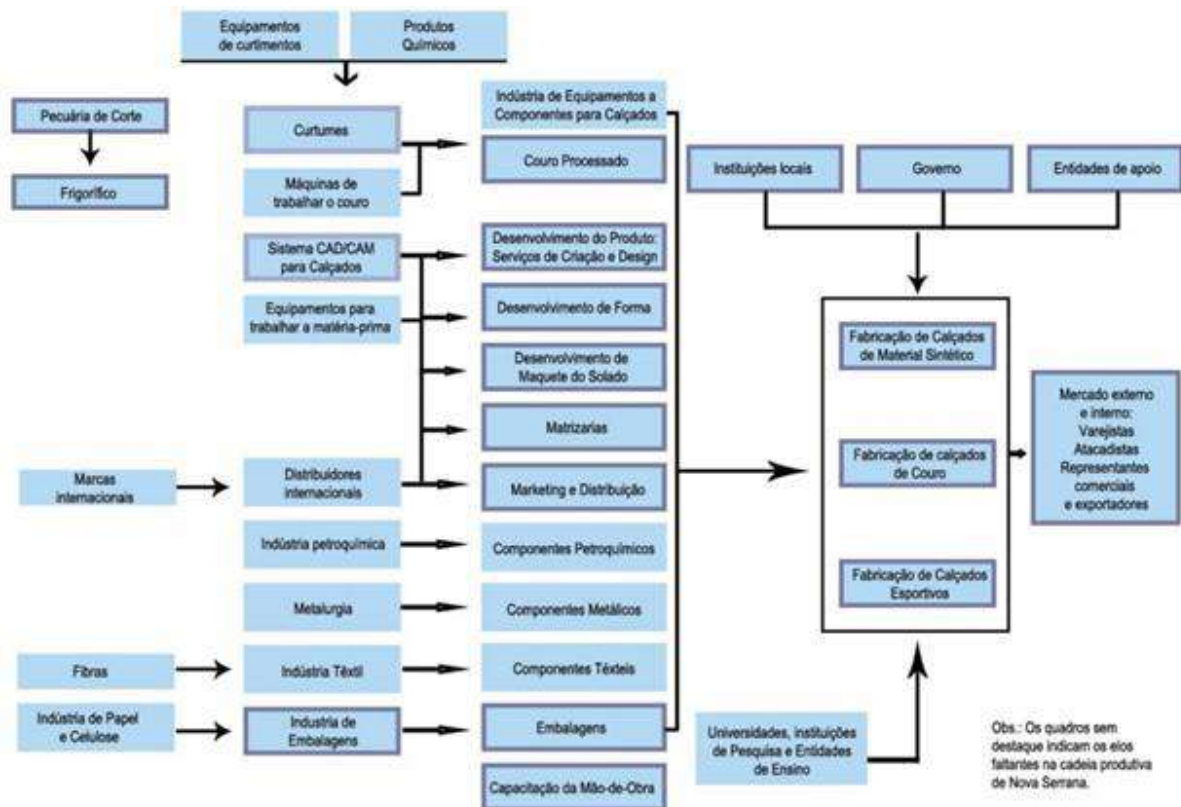 Equipamentos
de curtimentos
Produtos
Químicos
Pecuária de Corte
Frigorífico
Curtumes
Máquinas de
trabalhar o couro
Sistema CAD/CAM
para Calçados
Equipamentos para
trabalhar a matéria-prima
Marcas
internacionais
Distribuidores
internacionais
Indústria petroquímica
Metalurgia
Fibras
Indústria Têxtil
Indústria de Papel
e Celulose
Industria de
Embalagens
Indústria de Equipamentos a
Componentes para Calçados
Couro Processado
Desenvolvimento do Produto:
Serviços de Criação e Design
Desenvolvimento de Forma
Desenvolvimento de
Maquete do Solado
Matrizarias
Marketing e Distribuição
Componentes Petroquímicos
Componentes Metálicos
Componentes Têxteis
Embalagens
Capacitação da Mão-de-Obra
Instituições locais
Governo
Entidades de apoio
Fabricação de Calçados
de Material Sintético
Fabricação de calçados
de Couro
Fabricação de Calçados
Esportivos
Mercado externo
e interno:
Varejistas
Atacadistas
Representantes
comerciais
e exportadores
Universidades, instituições
de Pesquisa e Entidades
de Ensino
Obs.: Os quadros sem
destaque indicam os elos
faltantes na cadeia produtiva
de Nova Serrana.